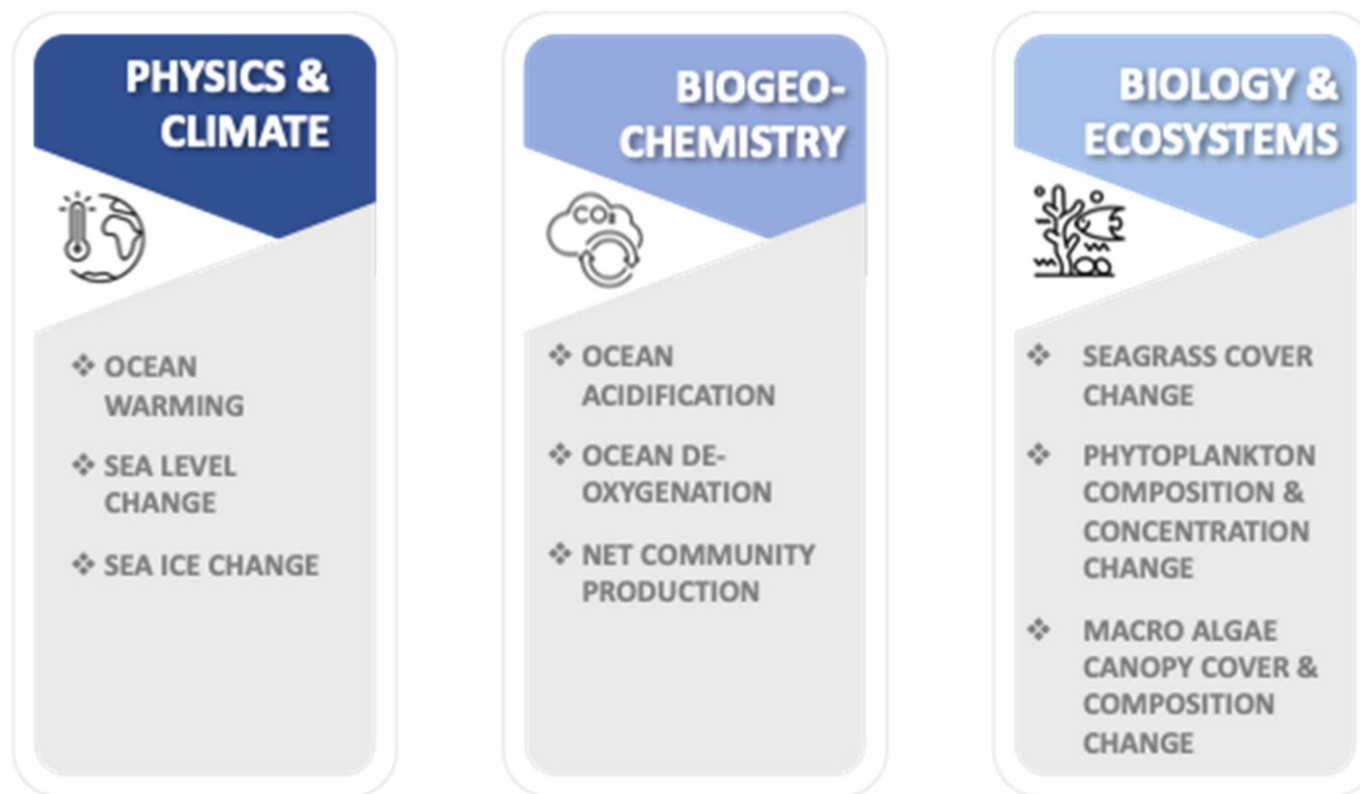 PHYSICS &
CLIMATE
❖ OCEAN
WARMING
❖ SEA LEVEL
CHANGE
❖ SEA ICE CHANGE
BIOGEO-
CHEMISTRY
CO₂
❖ OCEAN
ACIDIFICATION
❖ OCEAN DE-
OXYGENATION
❖ NET COMMUNITY
PRODUCTION
BIOLOGY &
ECOSYSTEMS
❖ SEAGRASS COVER
CHANGE
❖ PHYTOPLANKTON
COMPOSITION &
CONCENTRATION
CHANGE
❖ MACRO ALGAE
CANOPY COVER &
COMPOSITION
CHANGE